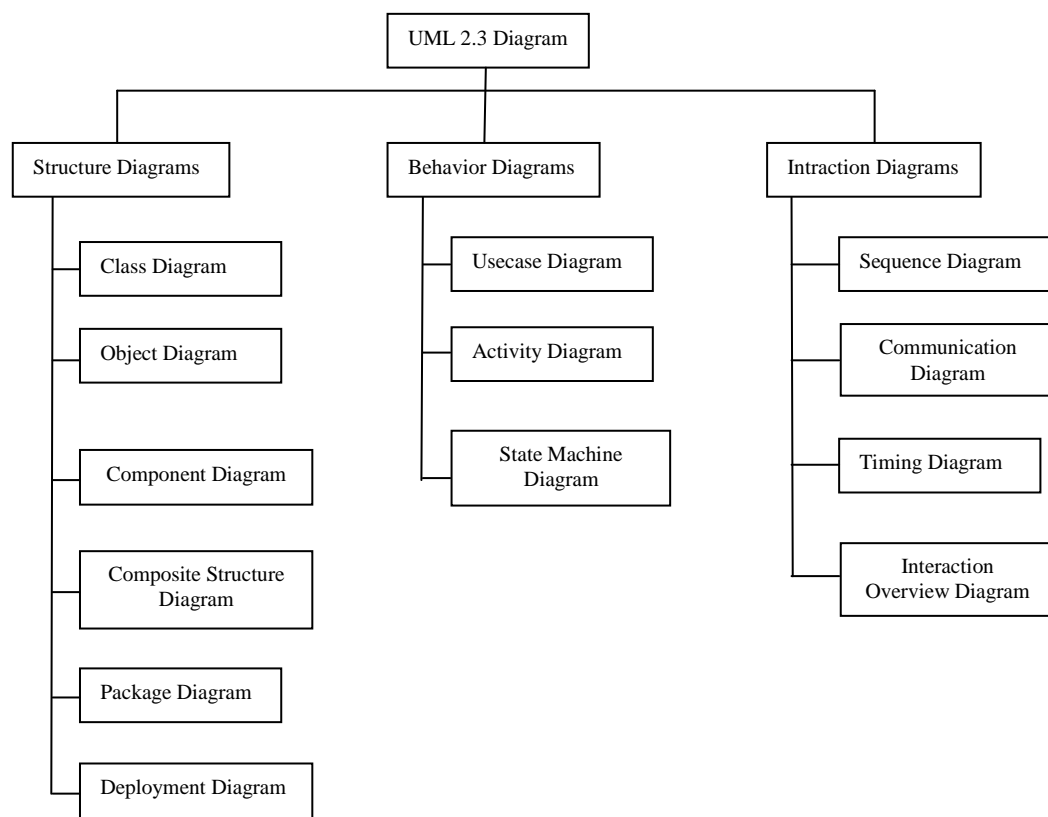 UML 2.3 Diagram
Structure Diagrams
Behavior Diagrams
Intraction Diagrams
Class Diagram
Object Diagram
Component Diagram
Composite Structure
Diagram
Package Diagram
Deployment Diagram
Usecase Diagram
Activity Diagram
State Machine
Diagram
Sequence Diagram
Communication
Diagram
Timing Diagram
Interaction
Overview Diagram